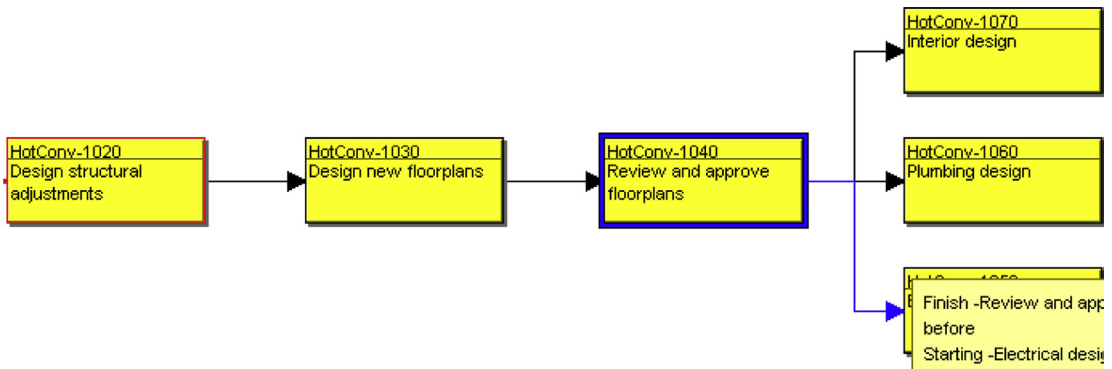 HotConv-1070
Interior design
HotConv-1020
Design structural
adjustments
HotConv-1030
Design new floorplans
HotConv-1040
Review and approve
floorplans
HotConv-1060
Plumbing design
Finish -Review and app
before
Starting -Electrical desig